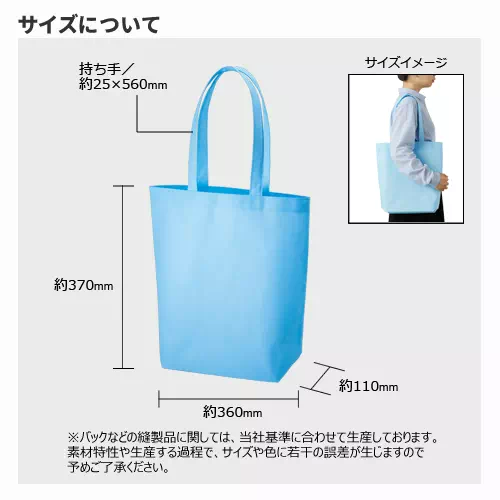 サイズについて
持ち手／
約25×560mm
サイズイメージ
約370mm
約110mm
約360mm
※バックなどの縫製品に関しては、当社基準に合わせて生産しております。
素材特性や生産する過程で、サイズや色に若干の誤差が生じますので
予めご了承ください。